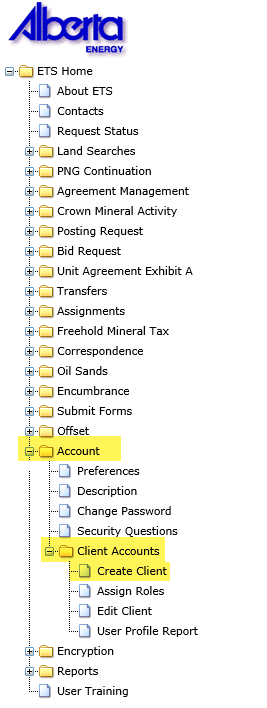 Alberta
ENERGY
ETS Home
About ETS
Contacts
Request Status
Land Searches
PNG Continuation
Agreement Management
Crown Mineral Activity
Posting Request
Bid Request
Unit Agreement Exhibit A
Transfers
Assignments
Freehold Mineral Tax
Correspondence
Oil Sands
Encumbrance
Submit Forms
Offset
Account
Preferences
Description
Change Password
Security Questions
Client Accounts
Create Client
Assign Roles
Edit Client
User Profile Report
Encryption
Reports
User Training